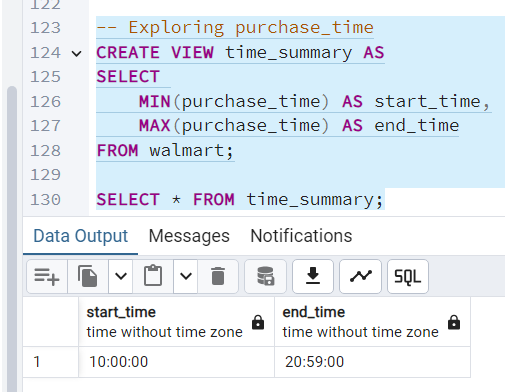 122
123 -- Exploring purchase_time
124 CREATE VIEW time_summary AS
125 SELECT
126     MIN(purchase_time) AS start_time,
127     MAX(purchase_time) AS end_time
128 FROM walmart;
129
130 SELECT * FROM time_summary;
Data Output Messages Notifications
SQL
start_time end_time
time without time zone time without time zone
1 10:00:00 20:59:00